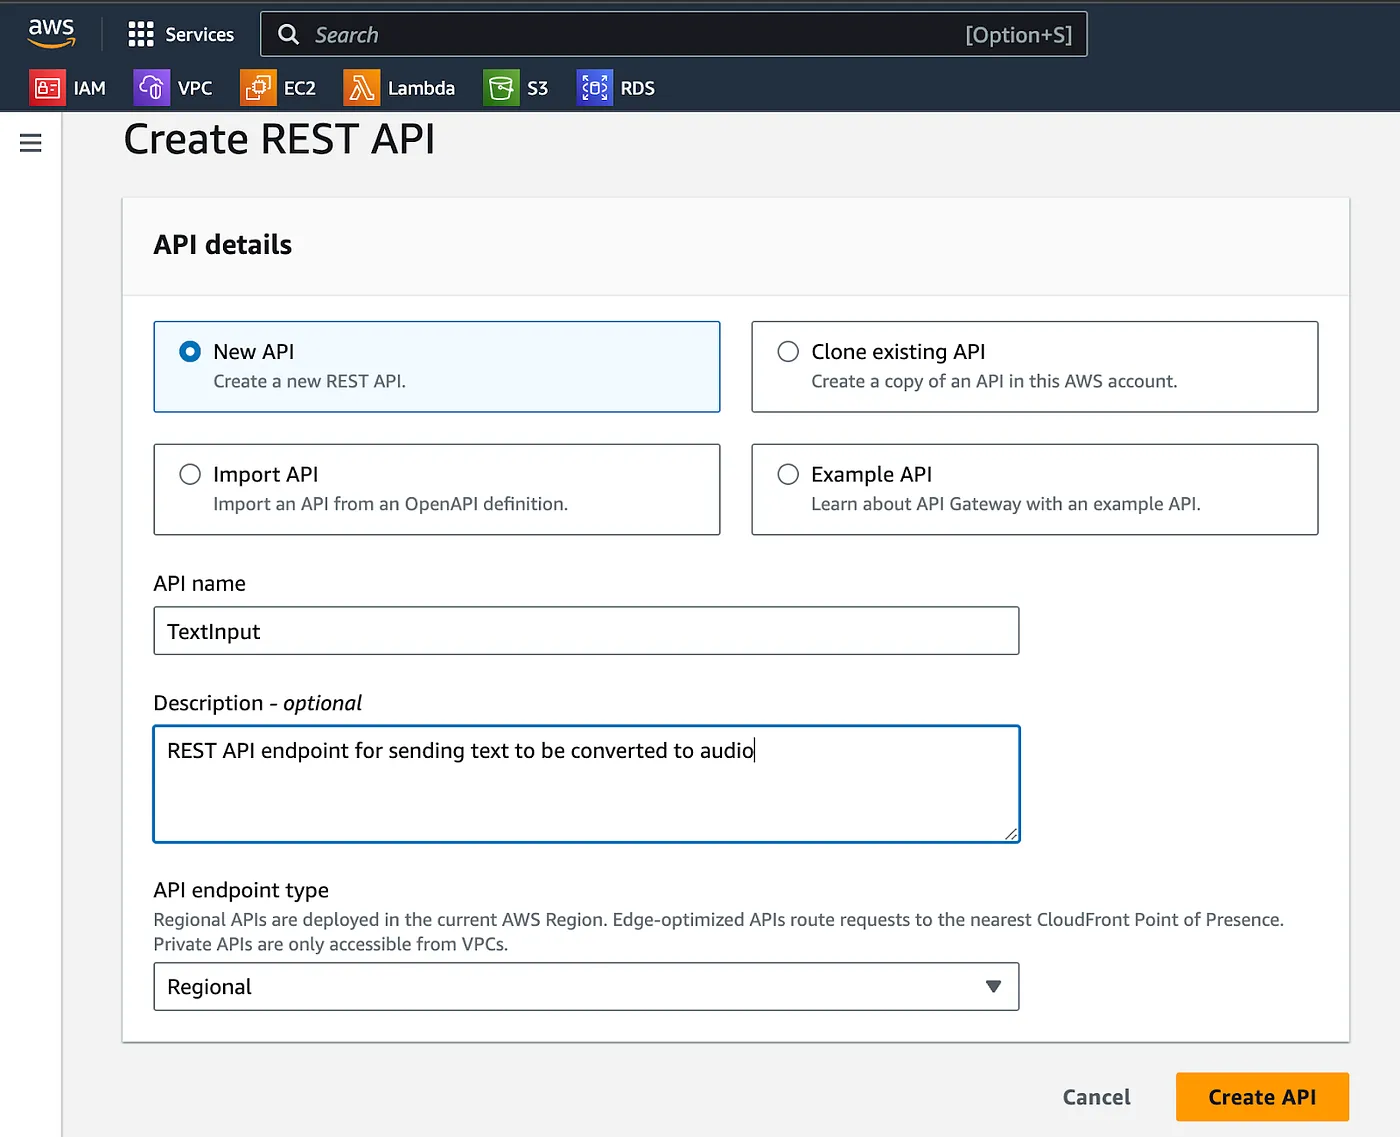 aws
Services
Search [Option+S]
IAM VPC EC2 Lambda S3 RDS
Create REST API
API details
New API
Create a new REST API.
Clone existing API
Create a copy of an API in this AWS account.
Import API
Import an API from an OpenAPI definition.
Example API
Learn about API Gateway with an example API.
API name
TextInput
Description - optional
REST API endpoint for sending text to be converted to audio
API endpoint type
Regional APIs are deployed in the current AWS Region. Edge-optimized APIs route requests to the nearest CloudFront Point of Presence.
Private APIs are only accessible from VPCs.
Regional
Cancel
Create API